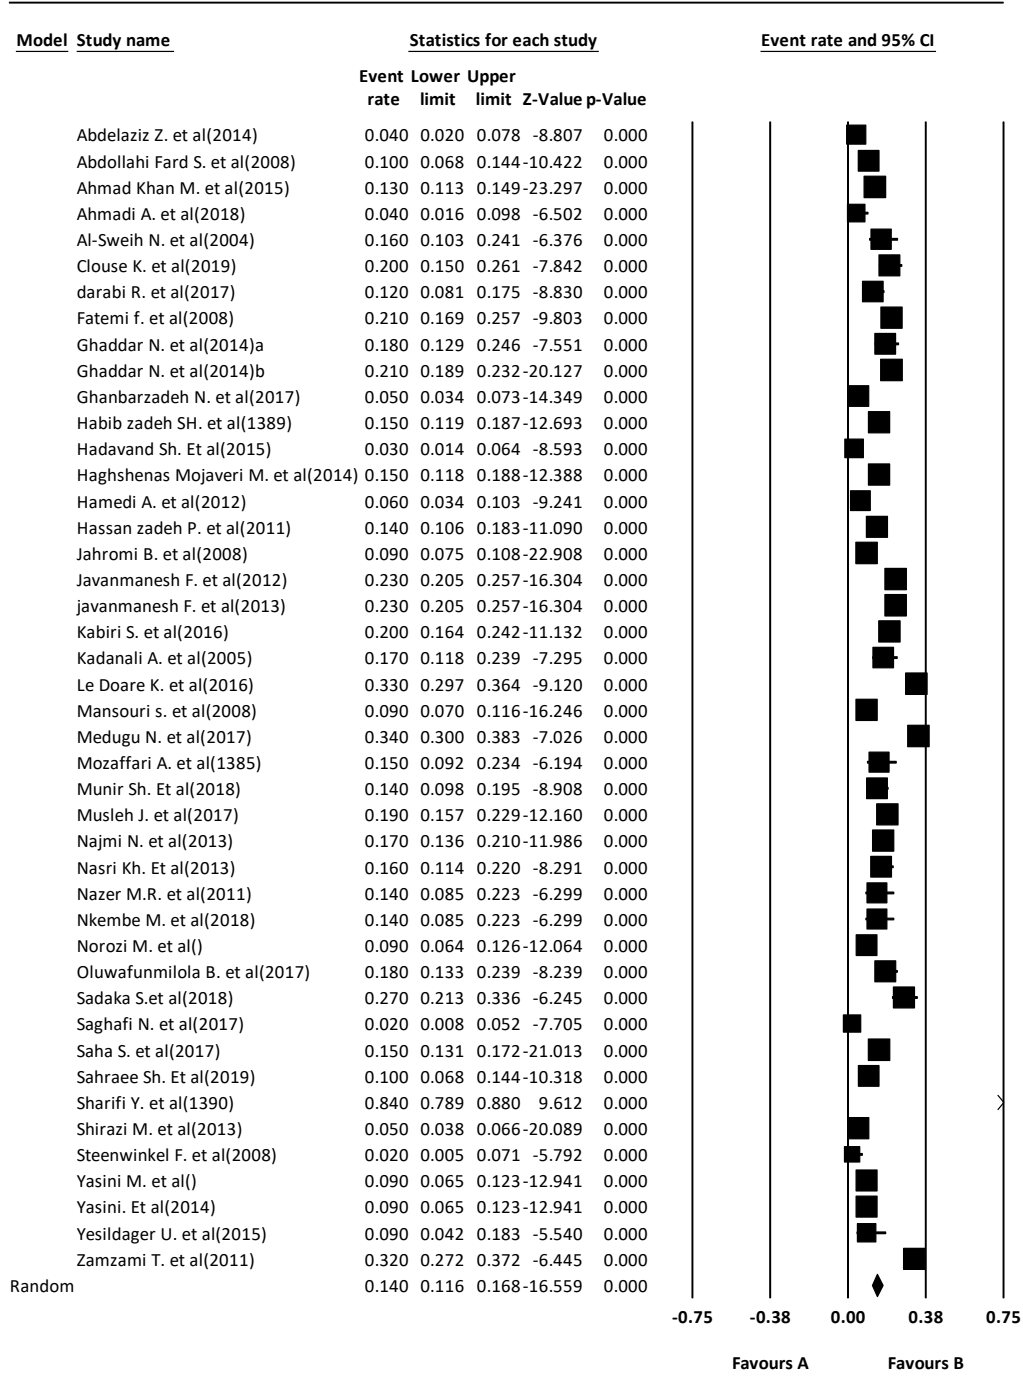 Model Study name Statistics for each study Event rate and 95% CI
Event Lower Upper
rate limit limit Z-Value p-Value
Abdelaziz Z. et al(2014) 0.040 0.020 0.078 -8.807 0.000
Abdollahi Fard S. et al(2008) 0.100 0.068 0.144 -10.422 0.000
Ahmad Khan M. et al(2015) 0.130 0.113 0.149 -23.297 0.000
Ahmadi A. et al(2018) 0.040 0.016 0.098 -6.502 0.000
Al-Sweih N. et al(2004) 0.160 0.103 0.241 -6.376 0.000
Clouse K. et al(2019) 0.200 0.150 0.261 -7.842 0.000
darabi R. et al(2017) 0.120 0.081 0.175 -8.830 0.000
Fatemi f. et al(2008) 0.210 0.169 0.257 -9.803 0.000
Ghaddar N. et al(2014)a 0.180 0.129 0.246 -7.551 0.000
Ghaddar N. et al(2014)b 0.210 0.189 0.232 -20.127 0.000
Ghanbarzadeh N. et al(2017) 0.050 0.034 0.073 -14.349 0.000
Habib zadeh SH. et al(1389) 0.150 0.119 0.187 -12.693 0.000
Hadavand Sh. Et al(2015) 0.030 0.014 0.064 -8.593 0.000
Haghshenas Mojaveri M. et al(2014) 0.150 0.118 0.188 -12.388 0.000
Hamedi A. et al(2012) 0.060 0.034 0.103 -9.241 0.000
Hassan zadeh P. et al(2011) 0.140 0.106 0.183 -11.090 0.000
Jahromi B. et al(2008) 0.090 0.075 0.108 -22.908 0.000
Javanmanesh F. et al(2012) 0.230 0.205 0.257 -16.304 0.000
javanmanesh F. et al(2013) 0.230 0.205 0.257 -16.304 0.000
Kabiri S. et al(2016) 0.200 0.164 0.242 -11.132 0.000
Kadanali A. et al(2005) 0.170 0.118 0.239 -7.295 0.000
Le Doare K. et al(2016) 0.330 0.297 0.364 -9.120 0.000
Mansouri s. et al(2008) 0.090 0.070 0.116 -16.246 0.000
Medugu N. et al(2017) 0.340 0.300 0.383 -7.026 0.000
Mozaffari A. et al(1385) 0.150 0.092 0.234 -6.194 0.000
Munir Sh. Et al(2018) 0.140 0.098 0.195 -8.908 0.000
Musleh J. et al(2017) 0.190 0.157 0.229 -12.160 0.000
Najmi N. et al(2013) 0.170 0.136 0.210 -11.986 0.000
Nasri Kh. Et al(2013) 0.160 0.114 0.220 -8.291 0.000
Nazer M.R. et al(2011) 0.140 0.085 0.223 -6.299 0.000
Nkembe M. et al(2018) 0.140 0.085 0.223 -6.299 0.000
Norozi M. et al() 0.090 0.064 0.126 -12.064 0.000
Oluwafunmilola B. et al(2017) 0.180 0.133 0.239 -8.239 0.000
Sadaka S.et al(2018) 0.270 0.213 0.336 -6.245 0.000
Saghafi N. et al(2017) 0.020 0.008 0.052 -7.705 0.000
Saha S. et al(2017) 0.150 0.131 0.172 -21.013 0.000
Sahraee Sh. Et al(2019) 0.100 0.068 0.144 -10.318 0.000
Sharifi Y. et al(1390) 0.840 0.789 0.880 9.612 0.000
Shirazi M. et al(2013) 0.050 0.038 0.066 -20.089 0.000
Steenwinkel F. et al(2008) 0.020 0.005 0.071 -5.792 0.000
Yasini M. et al() 0.090 0.065 0.123 -12.941 0.000
Yasini. Et al(2014) 0.090 0.065 0.123 -12.941 0.000
Yesildager U. et al(2015) 0.090 0.042 0.183 -5.540 0.000
Zamzami T. et al(2011) 0.320 0.272 0.372 -6.445 0.000
Random 0.140 0.116 0.168 -16.559 0.000
-0.75 -0.38 0.00 0.38 0.75
Favours A Favours B